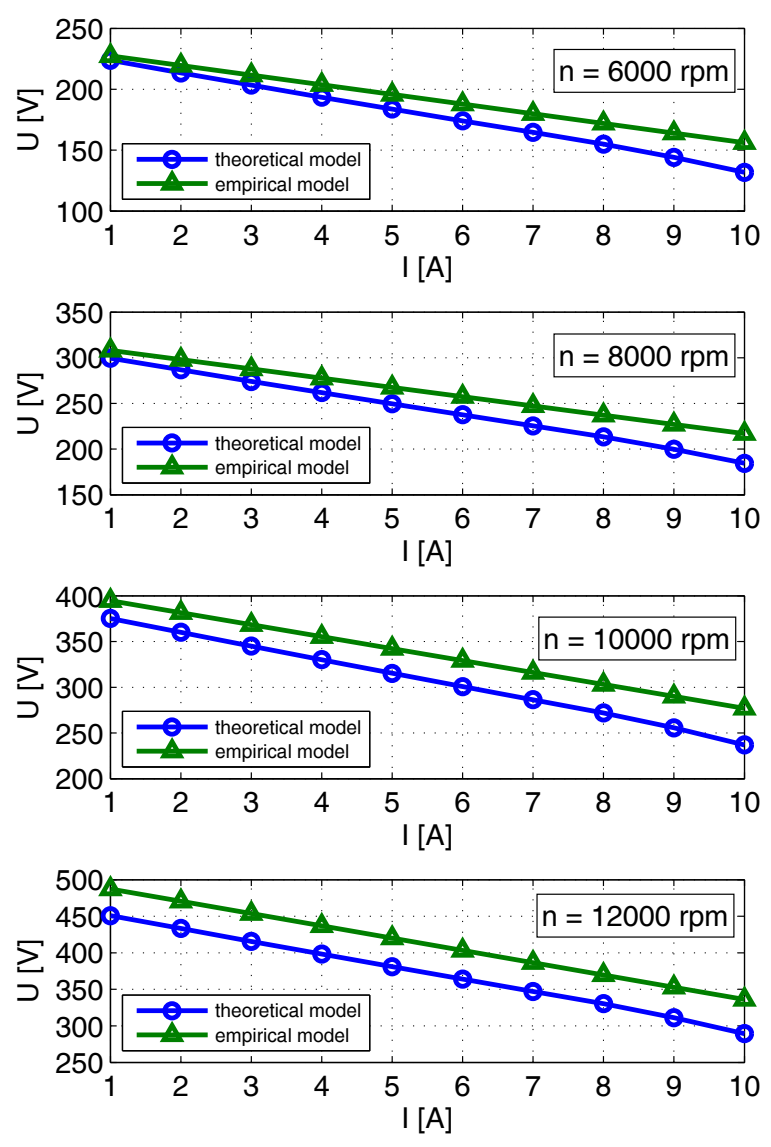 250
200
150
100
U [V]
n = 6000 rpm
theoretical model
empirical model
1 2 3 4 5 6 7 8 9 10
I [A]
350
300
250
200
150
U [V]
n = 8000 rpm
theoretical model
empirical model
1 2 3 4 5 6 7 8 9 10
I [A]
400
350
300
250
200
U [V]
n = 10000 rpm
theoretical model
empirical model
1 2 3 4 5 6 7 8 9 10
I [A]
500
450
400
350
300
250
U [V]
n = 12000 rpm
theoretical model
empirical model
1 2 3 4 5 6 7 8 9 10
I [A]